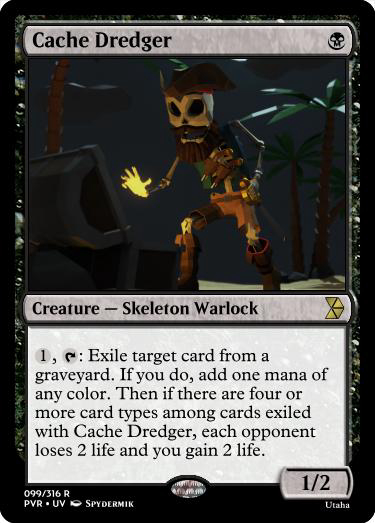 Cache Dredger
Creature — Skeleton Warlock
1, : Exile target card from a
graveyard. If you do, add one mana of
any color. Then if there are four or
more card types among cards exiled
with Cache Dredger, each opponent
loses 2 life and you gain 2 life.
1/2
099/316 R
PVR • UV Spydermik
Utaha